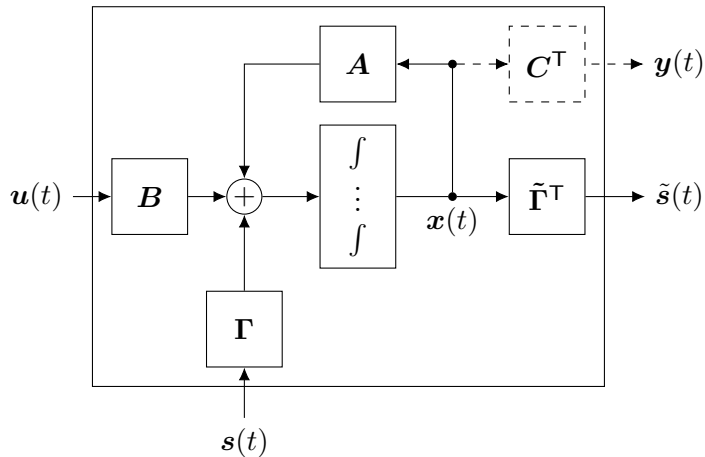 A
C^T
y(t)
u(t)
B
+
∫
⋮
∫
x(t)
Γ̃^T
s̃(t)
Γ
s(t)